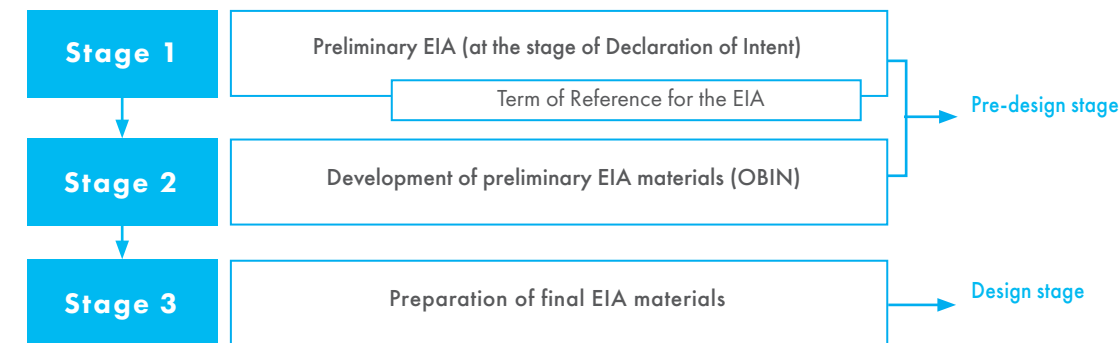 Stage 1
Preliminary EIA (at the stage of Declaration of Intent)
Term of Reference for the EIA
Pre-design stage
Stage 2
Development of preliminary EIA materials (OBIN)
Stage 3
Preparation of final EIA materials
Design stage